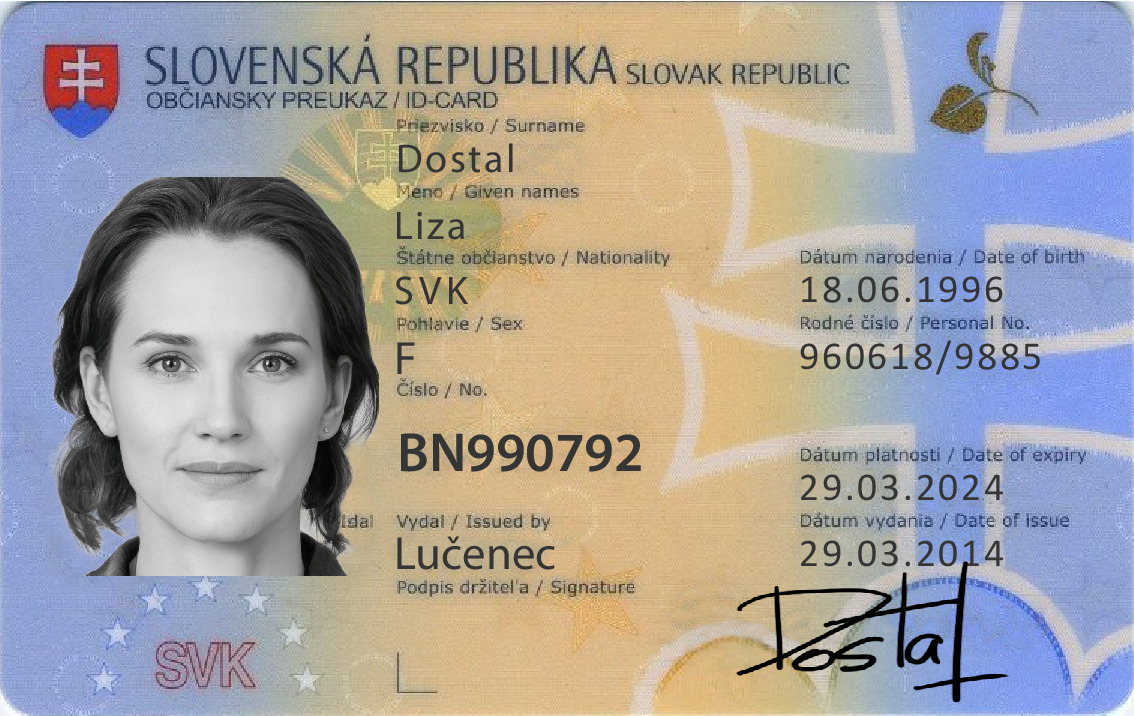 SLOVENSKÁ REPUBLIKA SLOVAK REPUBLIC
OBČIANSKY PREUKAZ / ID-CARD
Priezvisko / Surname
Dostal
Meno / Given names
Liza
Štátne občianstvo / Nationality
SVK
Dátum narodenia / Date of birth
18.06.1996
Pohlavie / Sex
F
Rodné číslo / Personal No.
960618/9885
Číslo / No.
BN990792
Dátum platnosti / Date of expiry
29.03.2024
Vydal / Issued by
Lučenec
Dátum vydania / Date of issue
29.03.2014
Podpis držiteľa / Signature
Dostal
SVK